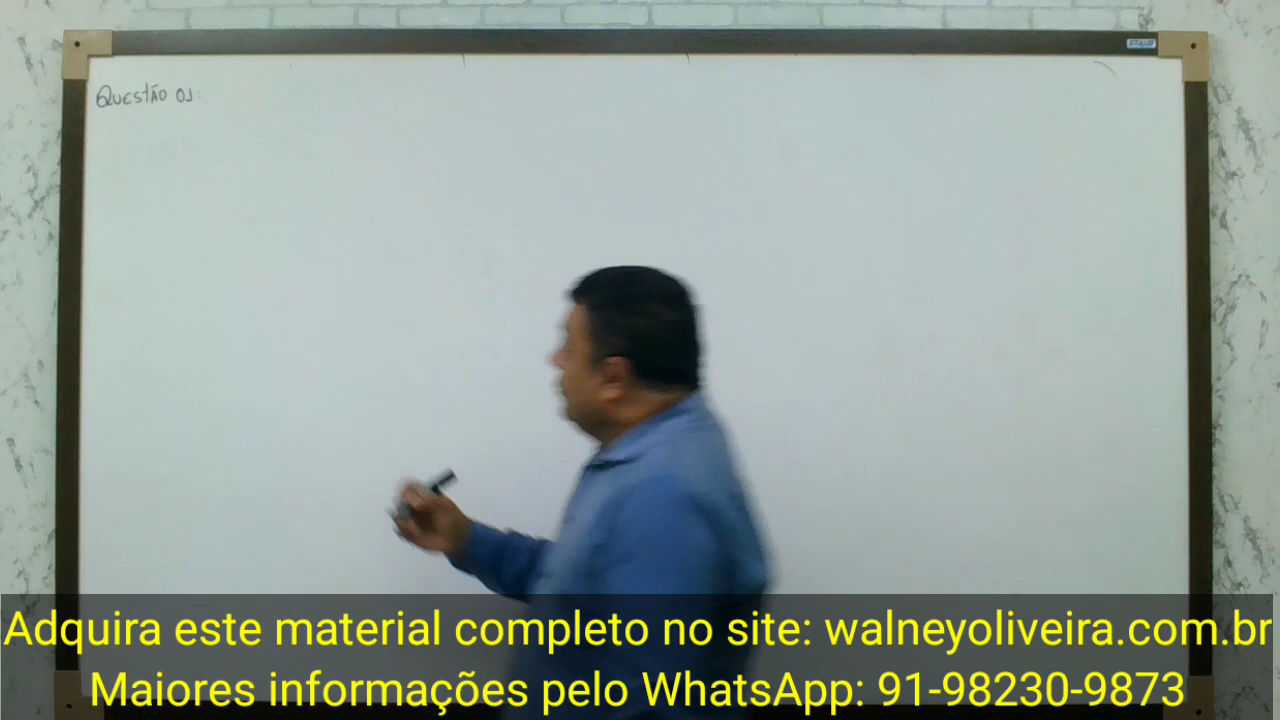 QUESTÃO 01:
Adquira este material completo no site: walneyoliveira.com.br
Maiores informações pelo WhatsApp: 91-98230-9873